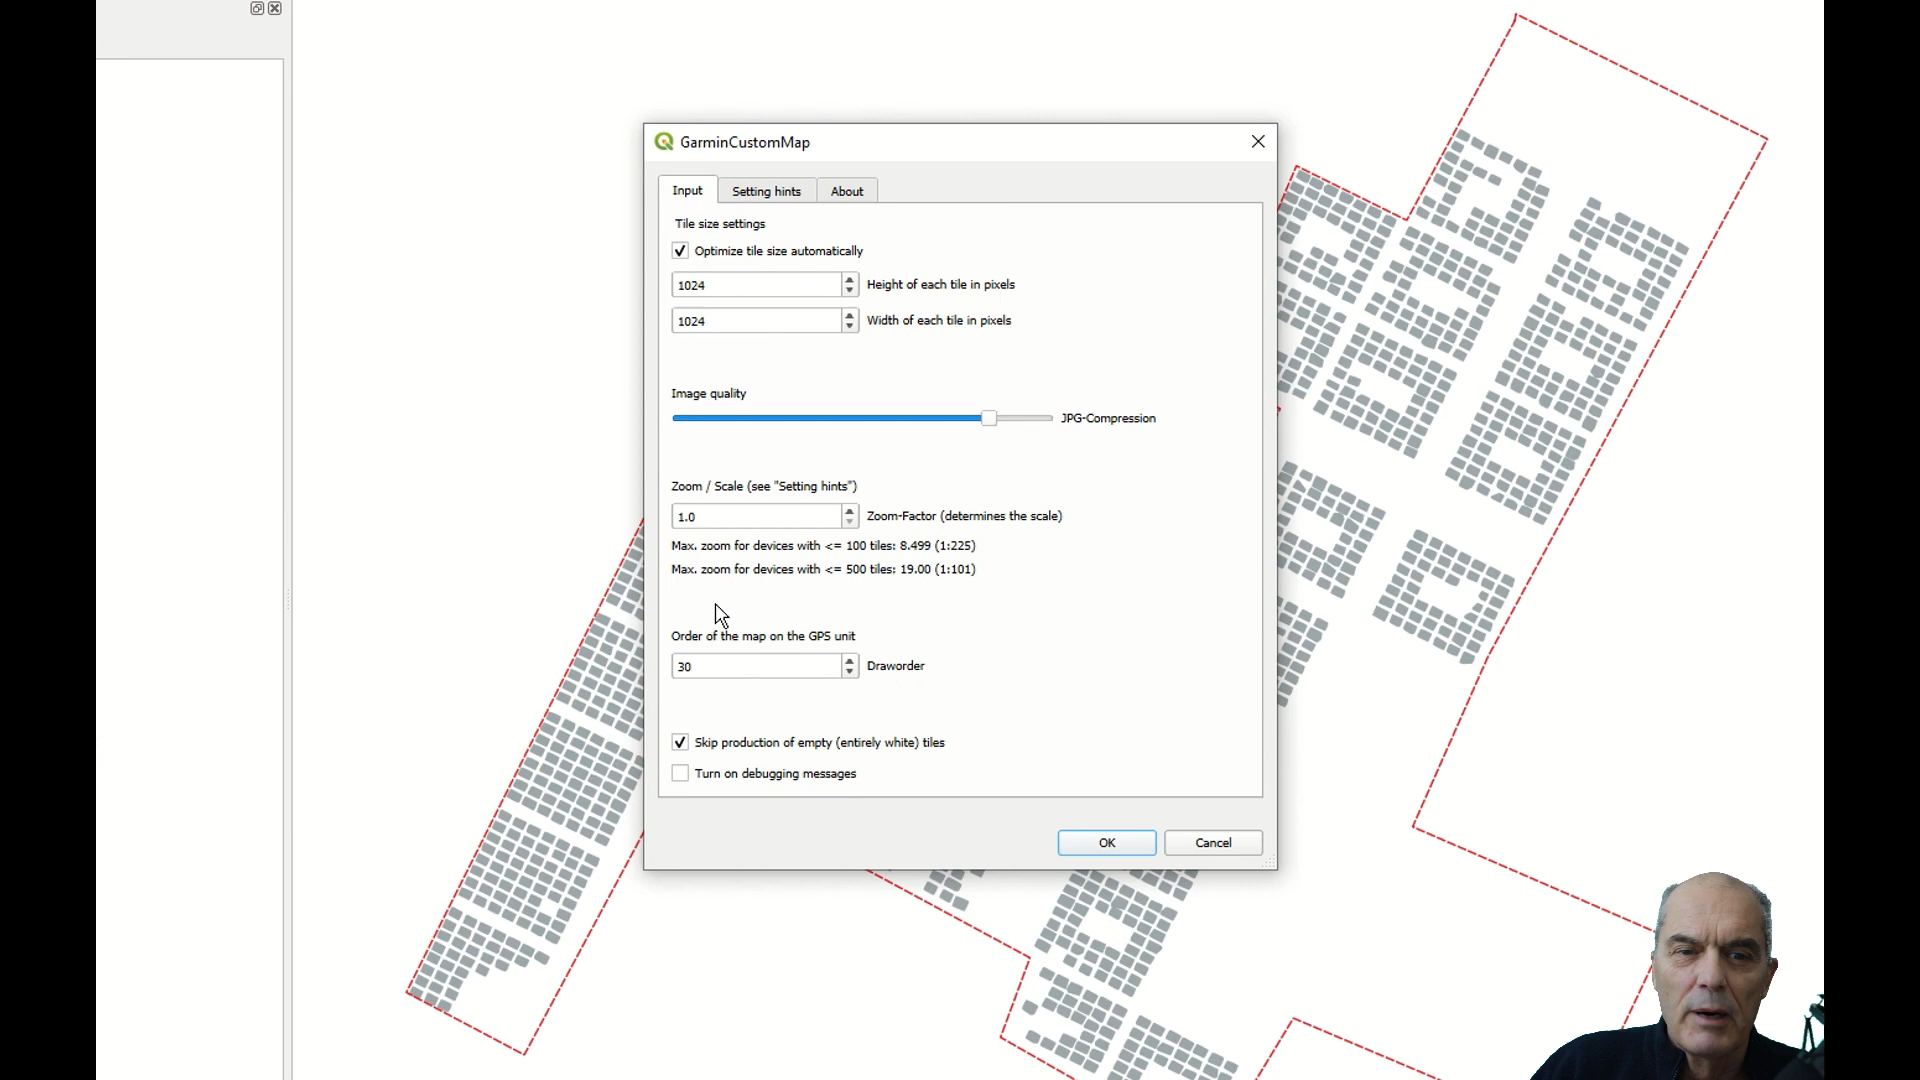 GarminCustomMap
Input
Setting hints
About
Tile size settings
Optimize tile size automatically
1024
Height of each tile in pixels
1024
Width of each tile in pixels
Image quality
JPG-Compression
Zoom / Scale (see "Setting hints")
1.0
Zoom-Factor (determines the scale)
Max. zoom for devices with <= 100 tiles: 8.499 (1:225)
Max. zoom for devices with <= 500 tiles: 19.00 (1:101)
Order of the map on the GPS unit
30
Draworder
Skip production of empty (entirely white) tiles
Turn on debugging messages
OK
Cancel